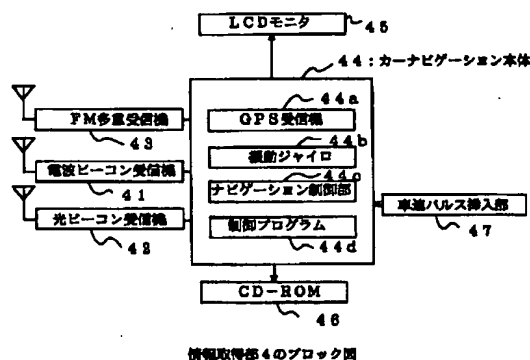 LCDモニタ
45
44：カーナビゲーション本体
44a
GPS受信機
44b
振動ジャイロ
44c
ナビゲーション制御部
制御プログラム
44d
FM多重受信機
43
電波ビーコン受信機
41
光ビーコン受信機
42
車速パルス挿入部
47
CD-ROM
46
情報取得部4のブロック図